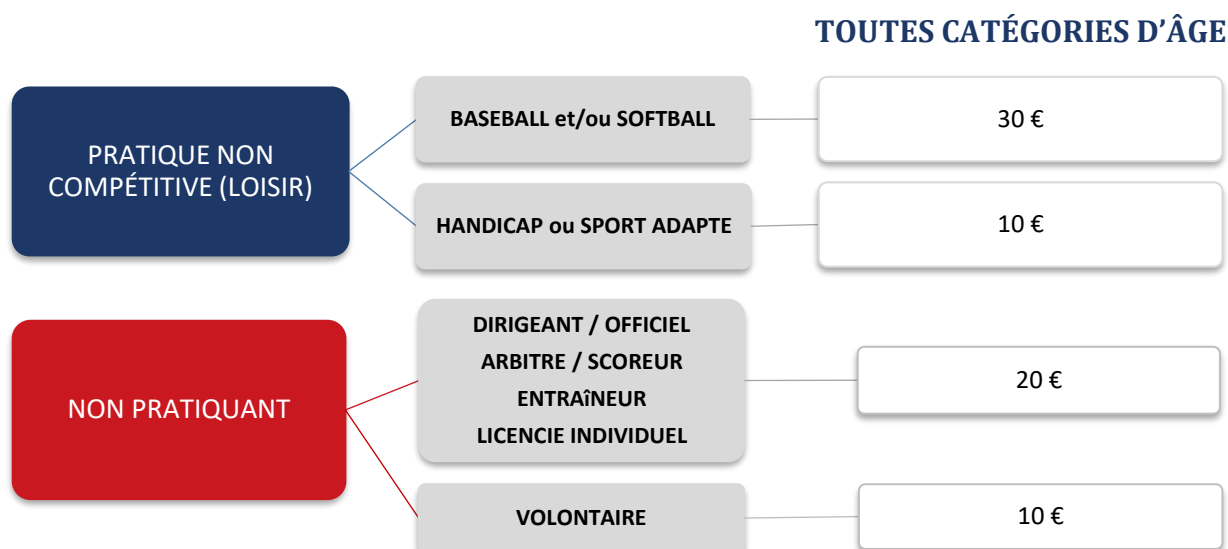 TOUTES CATÉGORIES D’ÂGE
PRATIQUE NON
COMPÉTITIVE (LOISIR)
BASEBALL et/ou SOFTBALL
30 €
HANDICAP ou SPORT ADAPTE
10 €
NON PRATIQUANT
DIRIGEANT / OFFICIEL
ARBITRE / SCOREUR
ENTRAîNEUR
LICENCIE INDIVIDUEL
20 €
VOLONTAIRE
10 €